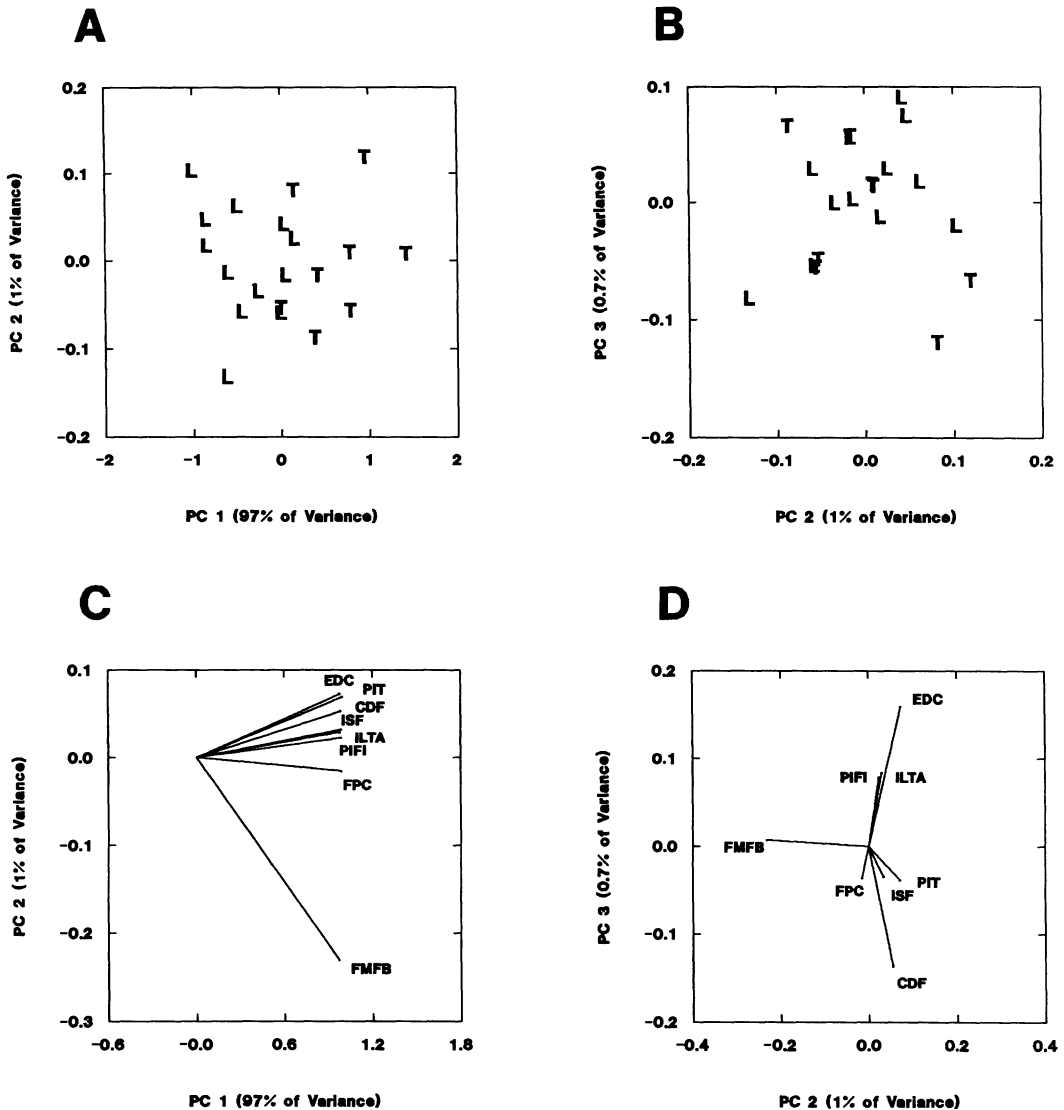 A
B
0.2
0.1
0.0
−0.1
−0.2
−2
−1
0
1
2
PC 2 (1% of Variance)
PC 1 (97% of Variance)
L
L
L
L
L
L
L
L
L
L
L
L
T
T
T
T
T
T
T
T
0.1
0.0
−0.1
−0.2
−0.2
−0.1
0.0
0.1
0.2
PC 3 (0.7% of Variance)
PC 2 (1% of Variance)
L
L
L
L
L
L
L
L
L
L
T
T
T
T
T
C
D
0.1
0.0
−0.1
−0.2
−0.3
−0.6
0.0
0.6
1.2
1.8
PC 2 (1% of Variance)
PC 1 (97% of Variance)
EDC
PIT
CDF
ISF
ILTA
PIFI
FPC
FMFB
0.2
0.1
0.0
−0.1
−0.2
−0.4
−0.2
0.0
0.2
0.4
PC 3 (0.7% of Variance)
PC 2 (1% of Variance)
EDC
PIFI
ILTA
FMFB
FPC
PIT
ISF
CDF